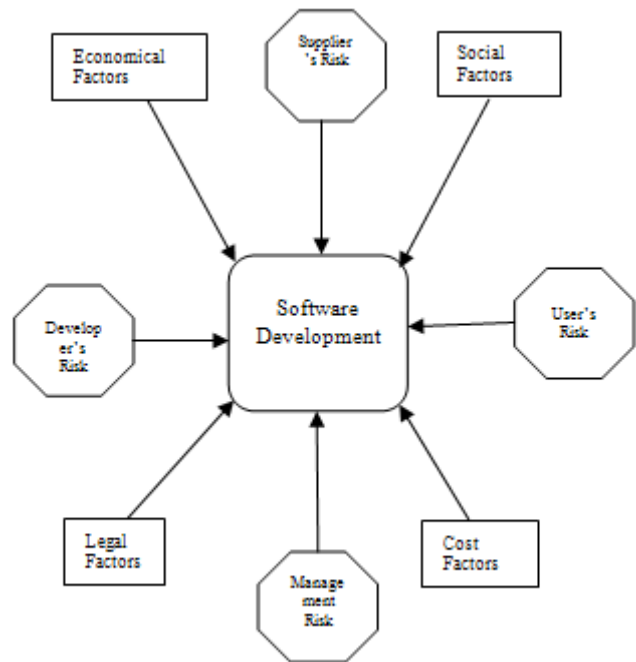 Economical
Factors
Supplier
's Risk
Social
Factors
Develop
er's
Risk
Software
Development
User's
Risk
Legal
Factors
Manage
ment
Risk
Cost
Factors